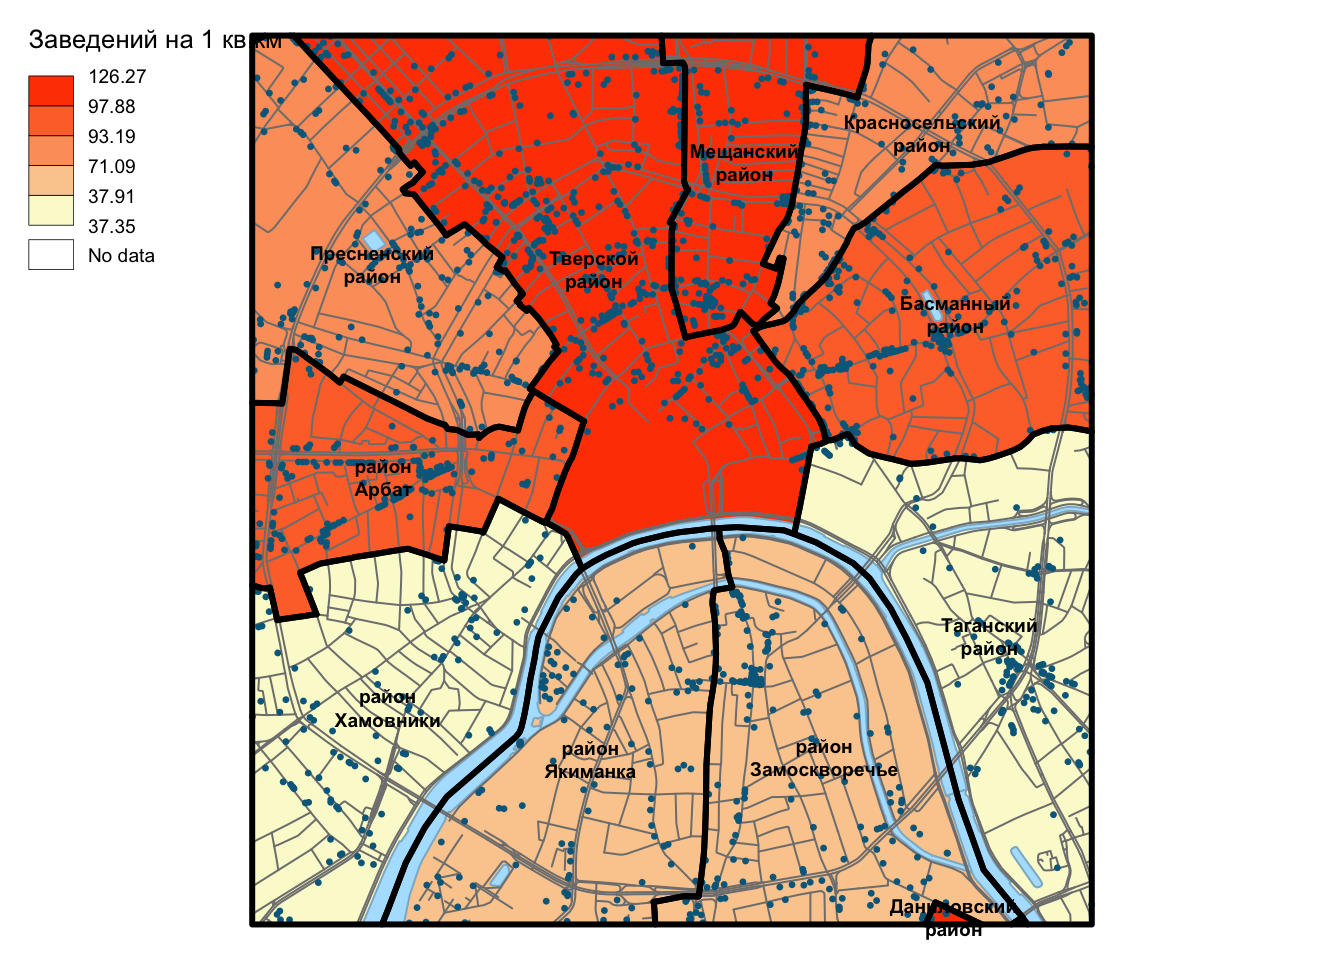 Заведений на 1 кв.км
126.27
97.88
93.19
71.09
37.91
37.35
No data
Красносельский
район
Мещанский
район
Пресненский
район
Тверской
район
Басманный
район
район
Арбат
Таганский
район
район
Хамовники
район
Якиманка
район
Замоскворечье
Даниловский
район